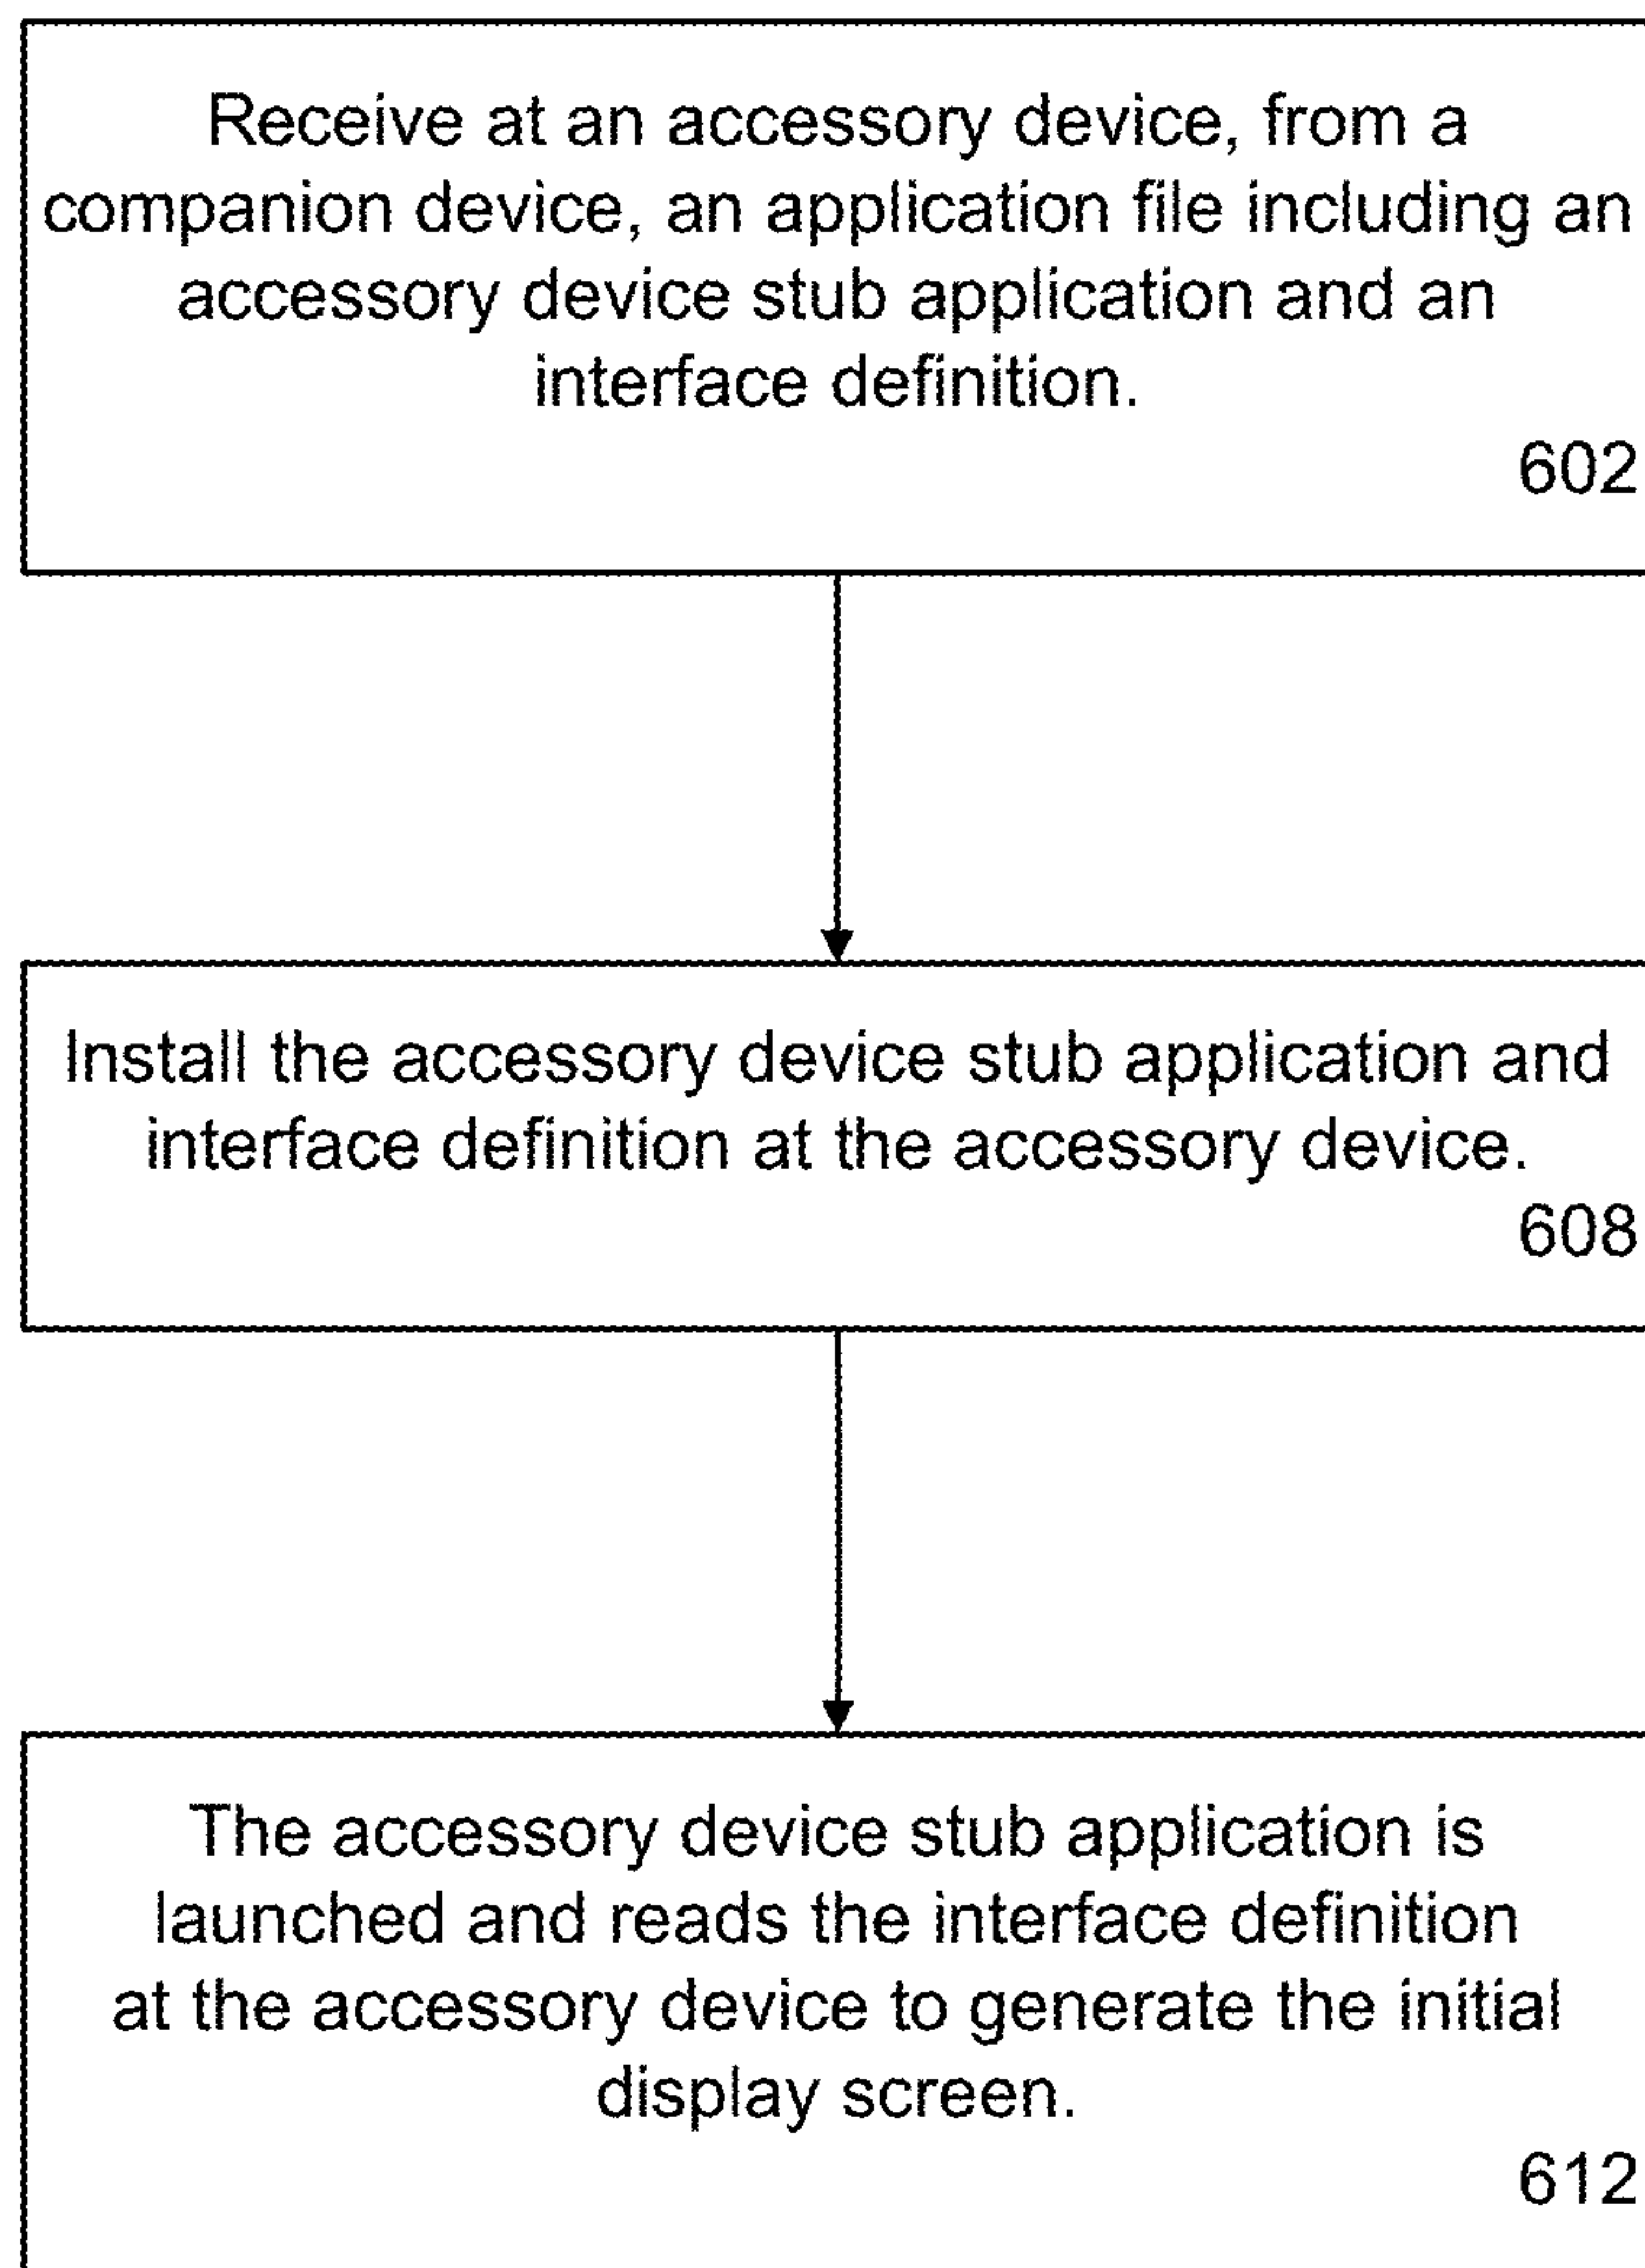 Receive at an accessory device, from a
companion device, an application file including an
accessory device stub application and an
interface definition.
602
Install the accessory device stub application and
interface definition at the accessory device.
608
The accessory device stub application is
launched and reads the interface definition
at the accessory device to generate the initial
display screen.
612